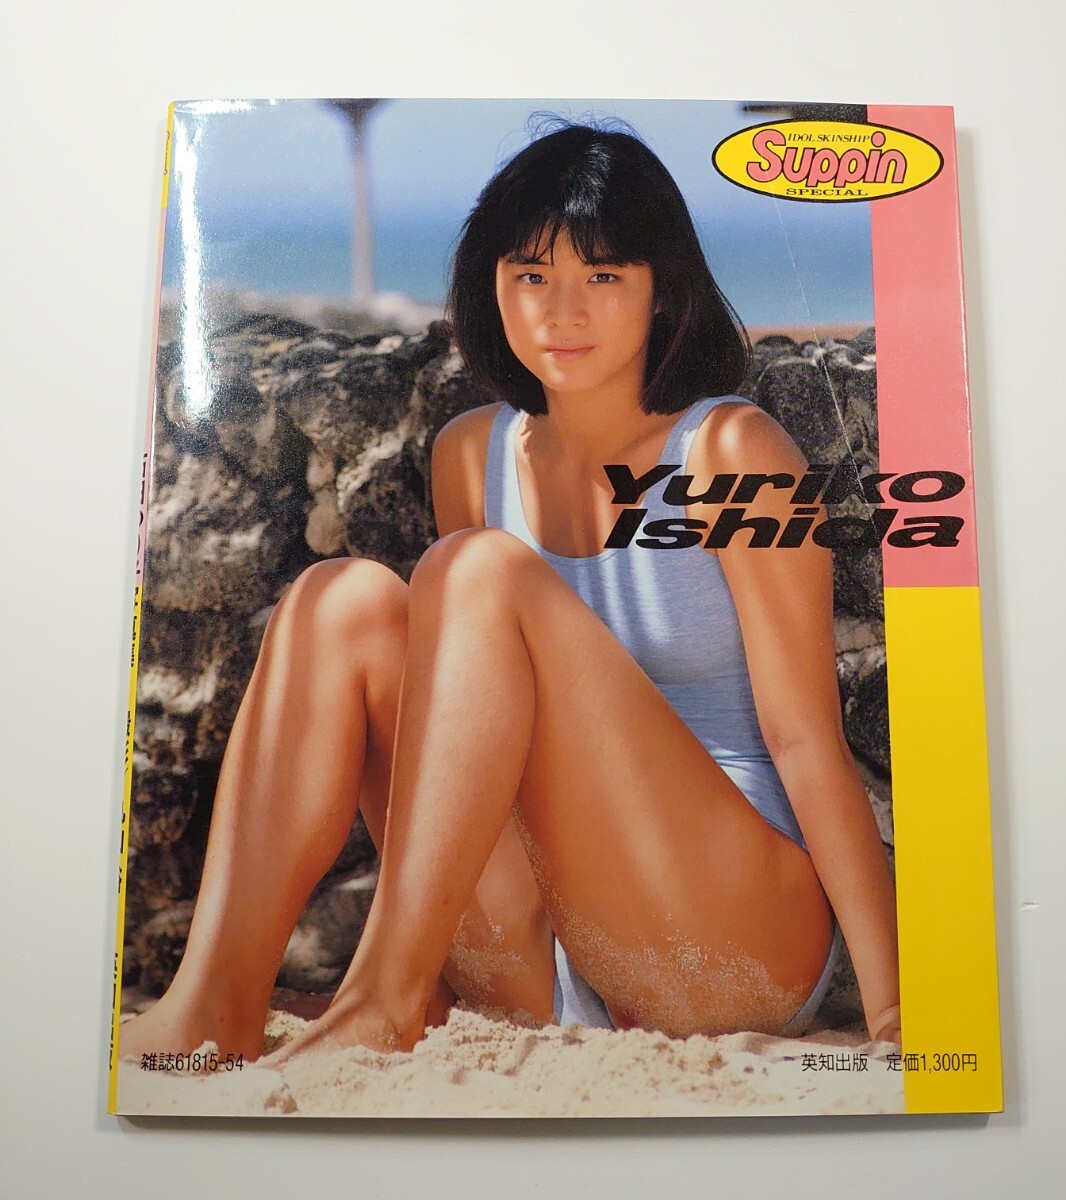 IDOL SKINSHIP
Suppin
SPECIAL
Yuriko
Ishida
雑誌61815-54
英知出版 定価1,300円